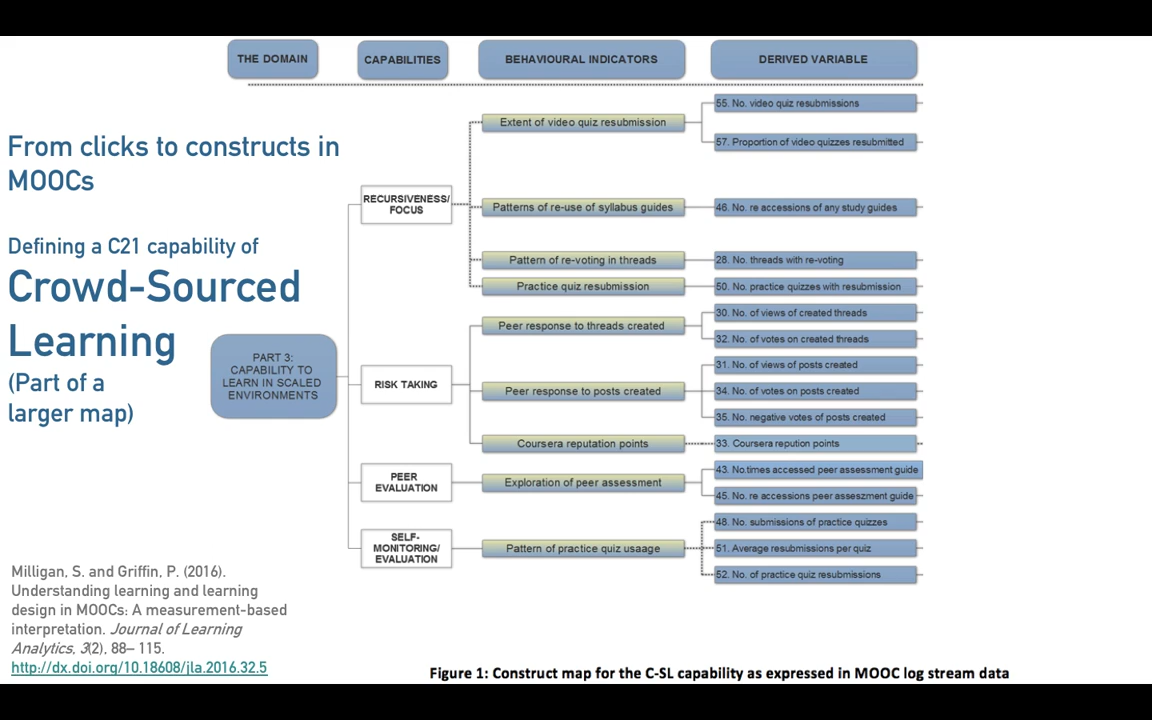 THE DOMAIN
CAPABILITIES
BEHAVIOURAL INDICATORS
DERIVED VARIABLE
From clicks to constructs in
MOOCs
Defining a C21 capability of
Crowd-Sourced
Learning
(Part of a
larger map)
PART 3:
CAPABILITY TO
LEARN IN SCALED
ENVIRONMENTS
RECURSIVENESS/
FOCUS
Extent of video quiz resubmission
55. No. video quiz resubmissions
57. Proportion of video quizzes resubmitted
Patterns of re-use of syllabus guides
46. No. re accessions of any study guides
Pattern of re-voting in threads
28. No. threads with re-voting
Practice quiz resubmission
50. No. practice quizzes with resubmission
RISK TAKING
Peer response to threads created
30. No. of views of created threads
32. No. of votes on created threads
Peer response to posts created
31. No. of views of posts created
34. No. of votes on posts created
35. No. negative votes of posts created
Coursera reputation points
33. Coursera repution points
PEER
EVALUATION
Exploration of peer assessment
43. No.times accessed peer assessment guide
45. No. re accessions peer asseszment guide
SELF-
MONITORING/
EVALUATION
Pattern of practice quiz usaage
48. No. submissions of practice quizzes
51. Average resubmissions per quiz
52. No. of practice quiz resubmissions
Milligan, S. and Griffin, P. (2016).
Understanding learning and learning
design in MOOCs: A measurement-based
interpretation. Journal of Learning
Analytics, 3(2), 88– 115.
http://dx.doi.org/10.18608/jla.2016.32.5
Figure 1: Construct map for the C-SL capability as expressed in MOOC log stream data